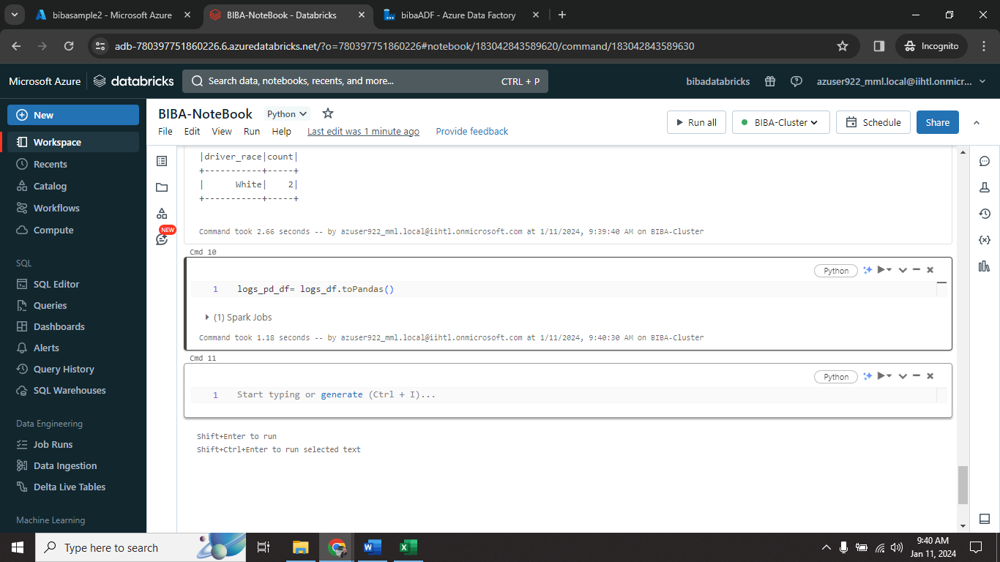 bibasample2 - Microsoft Azure
BIBA-NoteBook - Databricks
bibaADF - Azure Data Factory
adb-780397751860226.6.azuredatabricks.net/?o=780397751860226#notebook/183042843589620/command/183042843589630
Incognito
Microsoft Azure
databricks
Search data, notebooks, recents, and more...
CTRL + P
bibadatabricks
azuser922_mml.local@iihtl.onmicr...
New
Workspace
Recents
Catalog
Workflows
Compute
SQL
SQL Editor
Queries
Dashboards
Alerts
Query History
SQL Warehouses
Data Engineering
Job Runs
Data Ingestion
Delta Live Tables
Machine Learning
BIBA-NoteBook
Python
File Edit View Run Help Last edit was 1 minute ago Provide feedback
Run all
BIBA-Cluster
Schedule
Share
NEW
|driver_race|count|
+-----------+-----+
|      White|    2|
+-----------+-----+
Command took 2.66 seconds -- by azuser922_mml.local@iihtl.onmicrosoft.com at 1/11/2024, 9:39:40 AM on BIBA-Cluster
Cmd 10
Python
1 logs_pd_df= logs_df.toPandas()
(1) Spark Jobs
Command took 1.18 seconds -- by azuser922_mml.local@iihtl.onmicrosoft.com at 1/11/2024, 9:40:30 AM on BIBA-Cluster
Cmd 11
Python
1 Start typing or generate (Ctrl + I)...
Shift+Enter to run
Shift+Ctrl+Enter to run selected text
Type here to search
9:40 AM
Jan 11, 2024